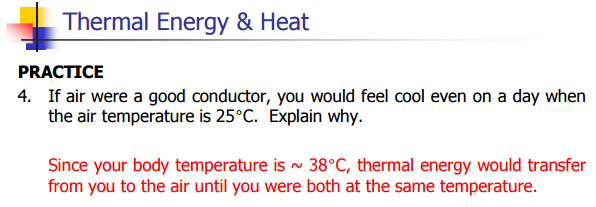 Thermal Energy & Heat
PRACTICE
4. If air were a good conductor, you would feel cool even on a day when
the air temperature is 25°C. Explain why.
Since your body temperature is ~ 38°C, thermal energy would transfer
from you to the air until you were both at the same temperature.